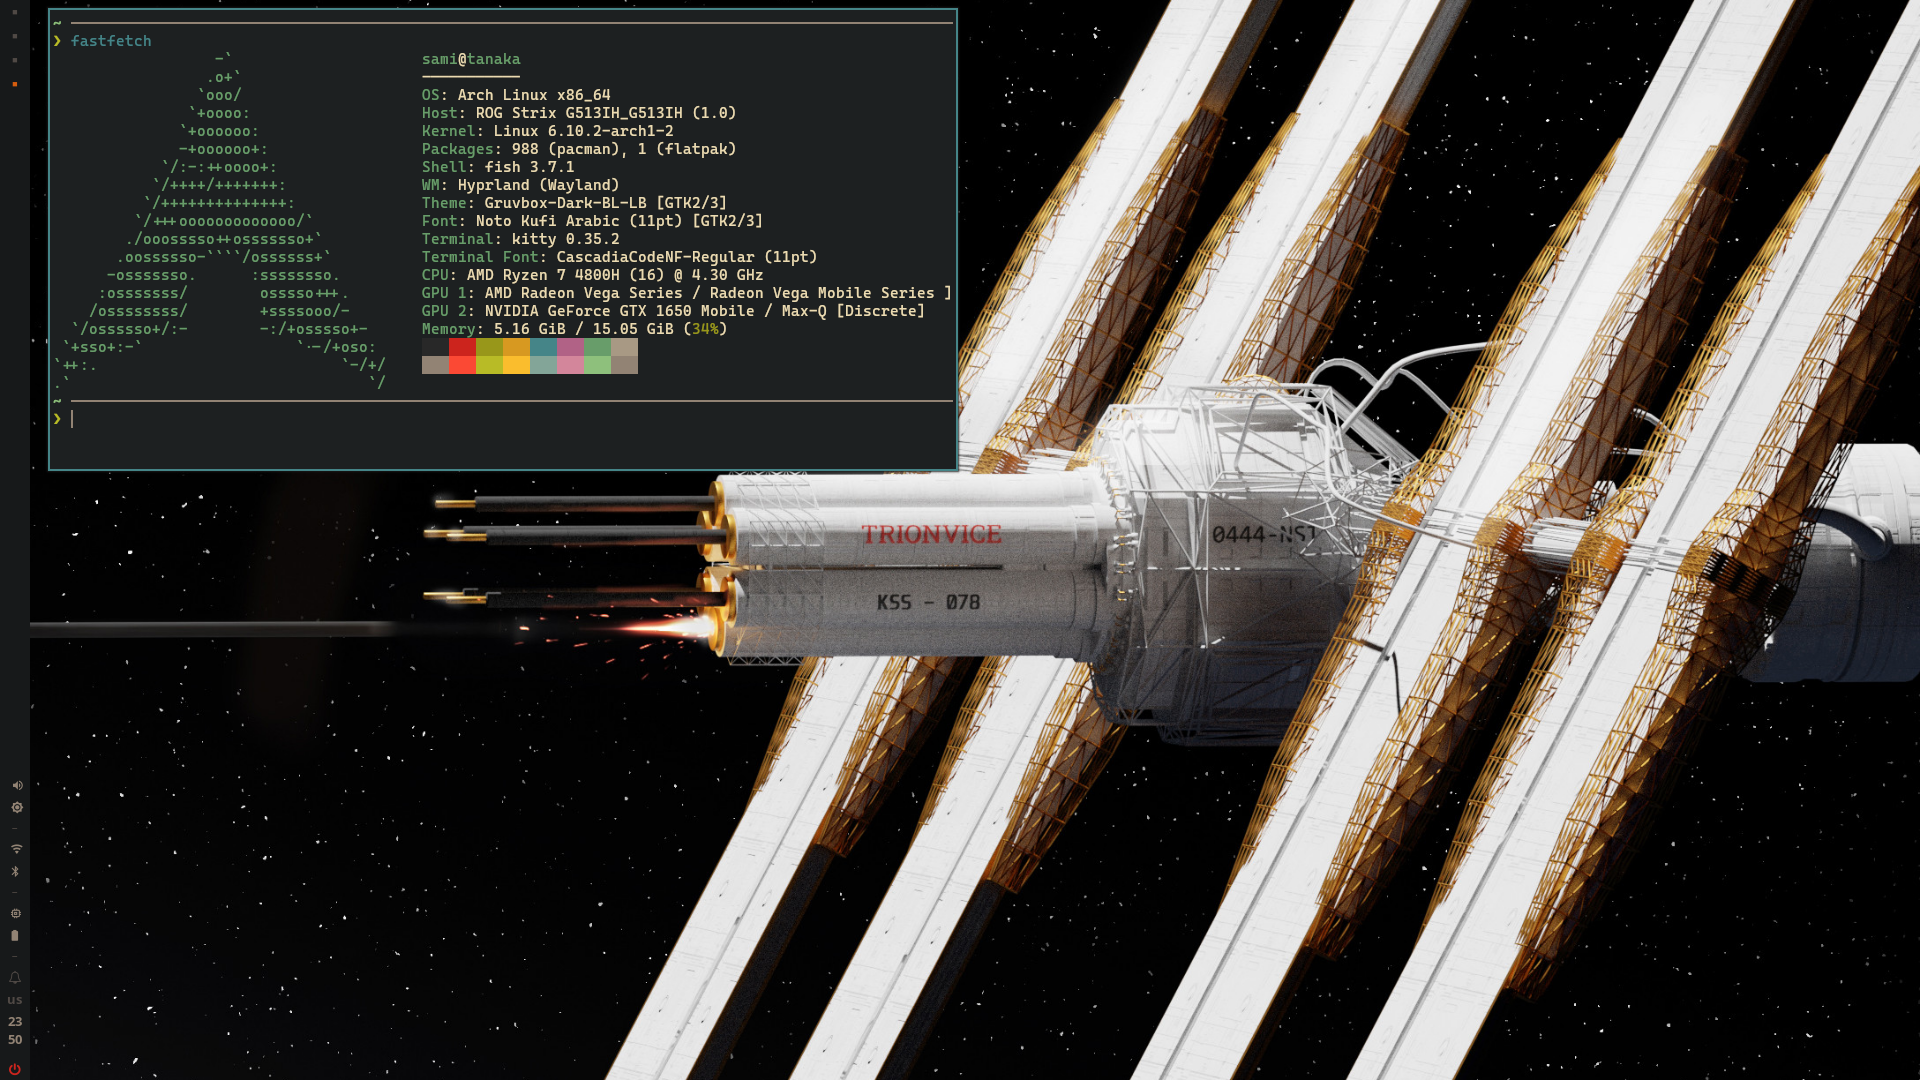 ~
❯ fastfetch
sami@tanaka
OS: Arch Linux x86_64
Host: ROG Strix G513IH_G513IH (1.0)
Kernel: Linux 6.10.2-arch1-2
Packages: 988 (pacman), 1 (flatpak)
Shell: fish 3.7.1
WM: Hyprland (Wayland)
Theme: Gruvbox-Dark-BL-LB [GTK2/3]
Font: Noto Kufi Arabic (11pt) [GTK2/3]
Terminal: kitty 0.35.2
Terminal Font: CascadiaCodeNF-Regular (11pt)
CPU: AMD Ryzen 7 4800H (16) @ 4.30 GHz
GPU 1: AMD Radeon Vega Series / Radeon Vega Mobile Series ]
GPU 2: NVIDIA GeForce GTX 1650 Mobile / Max-Q [Discrete]
Memory: 5.16 GiB / 15.05 GiB (34%)
~
❯
TRIONVICE
0444-NST
KSS - 078
us
23
50